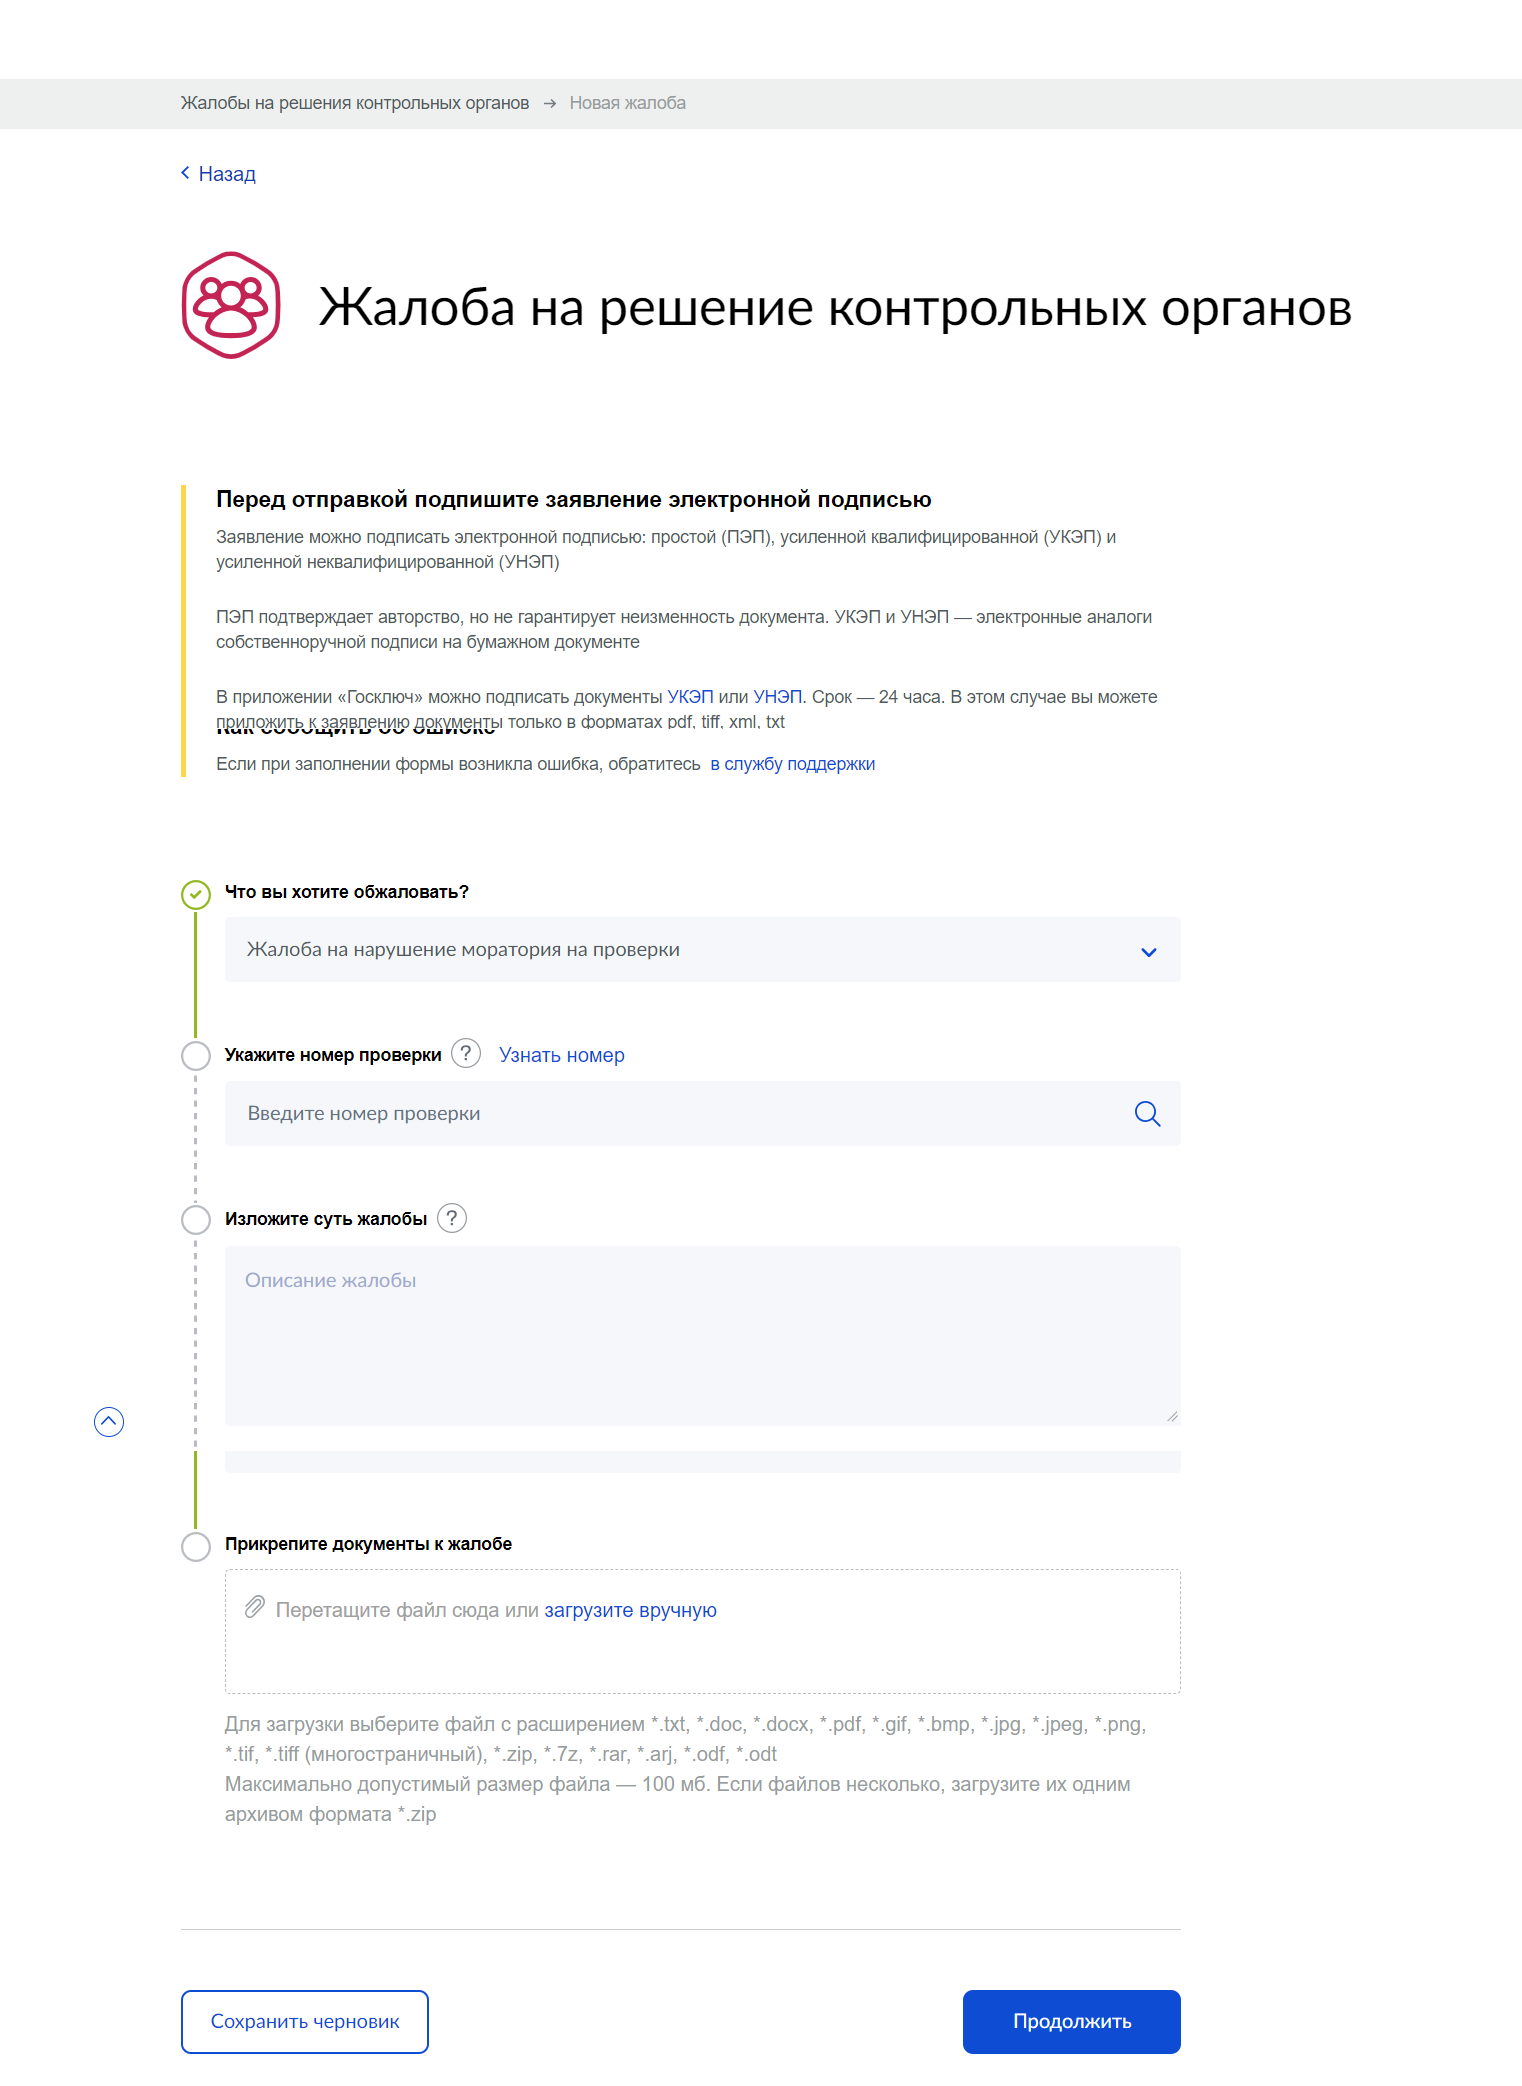 Жалобы на решения контрольных органов → Новая жалоба
Назад
Жалоба на решение контрольных органов
Перед отправкой подпишите заявление электронной подписью
Заявление можно подписать электронной подписью: простой (ПЭП), усиленной квалифицированной (УКЭП) и
усиленной неквалифицированной (УНЭП)
ПЭП подтверждает авторство, но не гарантирует неизменность документа. УКЭП и УНЭП — электронные аналоги
собственноручной подписи на бумажном документе
В приложении «Госключ» можно подписать документы УКЭП или УНЭП. Срок — 24 часа. В этом случае вы можете
приложить к заявлению документы только в форматах pdf, tiff, xml, txt
Как сообщить об ошибке
Если при заполнении формы возникла ошибка, обратитесь в службу поддержки
Что вы хотите обжаловать?
Жалоба на нарушение моратория на проверки
Укажите номер проверки ? Узнать номер
Введите номер проверки
Изложите суть жалобы ?
Описание жалобы
Прикрепите документы к жалобе
Перетащите файл сюда или загрузите вручную
Для загрузки выберите файл с расширением *.txt, *.doc, *.docx, *.pdf, *.gif, *.bmp, *.jpg, *.jpeg, *.png,
*.tif, *.tiff (многостраничный), *.zip, *.7z, *.rar, *.arj, *.odf, *.odt
Максимально допустимый размер файла — 100 мб. Если файлов несколько, загрузите их одним
архивом формата *.zip
Сохранить черновик
Продолжить